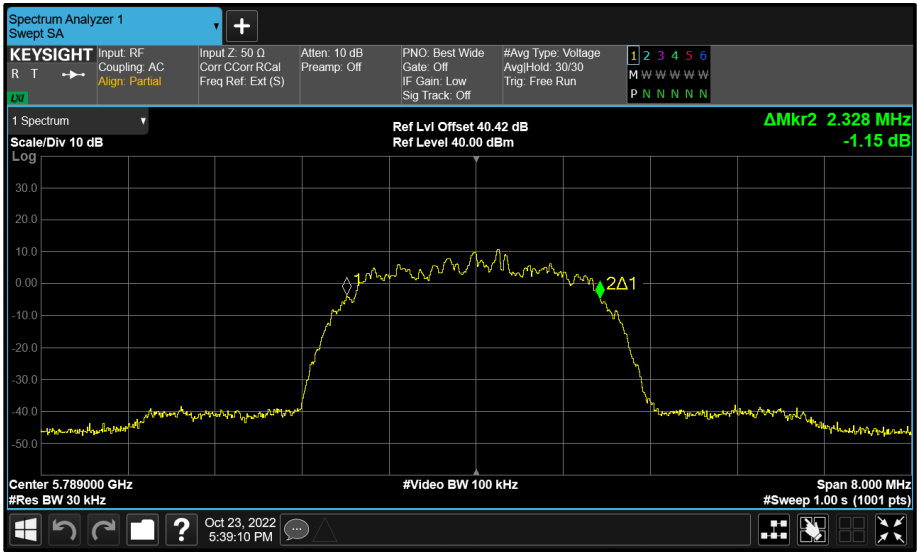 Spectrum Analyzer 1
Swept SA
+
KEYSIGHT
R T
LXI
Input: RF
Coupling: AC
Align: Partial
Input Z: 50 Ω
Corr CCorr RCal
Freq Ref: Ext (S)
Atten: 10 dB
Preamp: Off
PNO: Best Wide
Gate: Off
IF Gain: Low
Sig Track: Off
#Avg Type: Voltage
Avg|Hold: 30/30
Trig: Free Run
1 2 3 4 5 6
M W W W W W
P N N N N N
1 Spectrum
Scale/Div 10 dB
Ref Lvl Offset 40.42 dB
Ref Level 40.00 dBm
ΔMkr2 2.328 MHz
-1.15 dB
Log
30.0
20.0
10.0
0.00
-10.0
-20.0
-30.0
-40.0
-50.0
1
2Δ1
Center 5.789000 GHz
#Res BW 30 kHz
#Video BW 100 kHz
Span 8.000 MHz
#Sweep 1.00 s (1001 pts)
?
Oct 23, 2022
5:39:10 PM